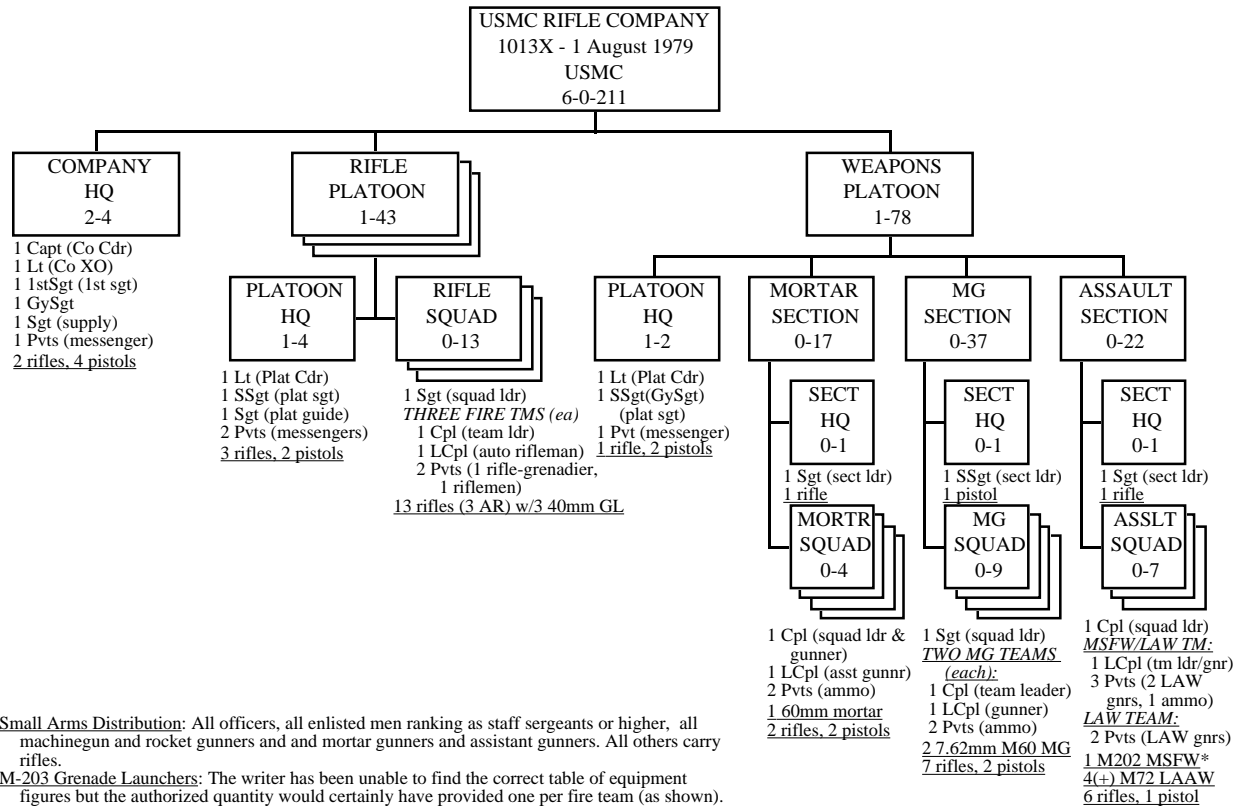 USMC RIFLE COMPANY
1013X - 1 August 1979
USMC
6-0-211
COMPANY
HQ
2-4
1 Capt (Co Cdr)
1 Lt (Co XO)
1 1stSgt (1st sgt)
1 GySgt
1 Sgt (supply)
1 Pvts (messenger)
2 rifles, 4 pistols
RIFLE
PLATOON
1-43
PLATOON
HQ
1-4
1 Lt (Plat Cdr)
1 SSgt (plat sgt)
1 Sgt (plat guide)
2 Pvts (messengers)
3 rifles, 2 pistols
RIFLE
SQUAD
0-13
1 Sgt (squad ldr)
THREE FIRE TMS (ea)
1 Cpl (team ldr)
1 LCpl (auto rifleman)
2 Pvts (1 rifle-grenadier,
1 riflemen)
13 rifles (3 AR) w/3 40mm GL
WEAPONS
PLATOON
1-78
PLATOON
HQ
1-2
1 Lt (Plat Cdr)
1 SSgt(GySgt)
(plat sgt)
1 Pvt (messenger)
1 rifle, 2 pistols
MORTAR
SECTION
0-17
SECT
HQ
0-1
1 Sgt (sect ldr)
1 rifle
MORTR
SQUAD
0-4
1 Cpl (squad ldr &
gunner)
1 LCpl (asst gunnr)
2 Pvts (ammo)
1 60mm mortar
2 rifles, 2 pistols
MG
SECTION
0-37
SECT
HQ
0-1
1 SSgt (sect ldr)
1 pistol
MG
SQUAD
0-9
1 Sgt (squad ldr)
TWO MG TEAMS
(each):
1 Cpl (team leader)
1 LCpl (gunner)
2 Pvts (ammo)
2 7.62mm M60 MG
7 rifles, 2 pistols
ASSAULT
SECTION
0-22
SECT
HQ
0-1
1 Sgt (sect ldr)
1 rifle
ASSLT
SQUAD
0-7
1 Cpl (squad ldr)
MSFW/LAW TM:
1 LCpl (tm ldr/gnr)
3 Pvts (2 LAW
gnrs, 1 ammo)
LAW TEAM:
2 Pvts (LAW gnrs)
1 M202 MSFW*
4(+) M72 LAAW
6 rifles, 1 pistol
Small Arms Distribution: All officers, all enlisted men ranking as staff sergeants or higher, all
machinegun and rocket gunners and and mortar gunners and assistant gunners. All others carry
rifles.
M-203 Grenade Launchers: The writer has been unable to find the correct table of equipment
figures but the authorized quantity would certainly have provided one per fire team (as shown).